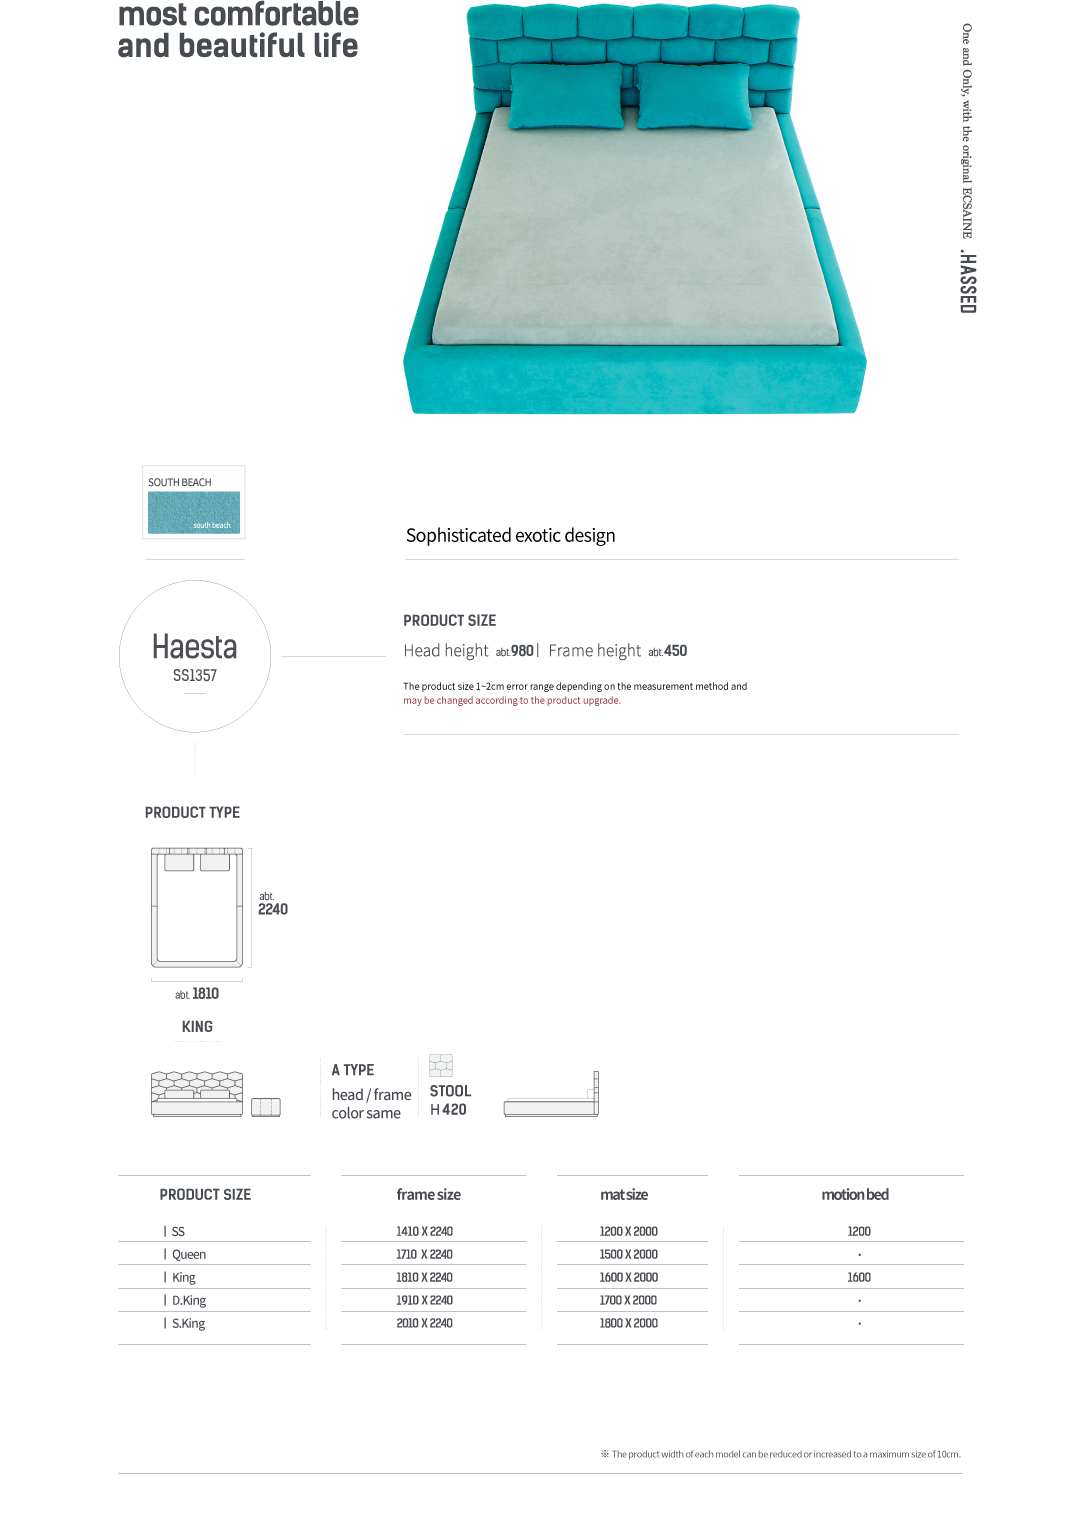 most comfortable
and beautiful life
One and Only, with the original ECSAINE .HASSED
SOUTH BEACH
south beach
Sophisticated exotic design
Haesta
SS1357
PRODUCT SIZE
Head height abt.980 | Frame height abt.450
The product size 1~2cm error range depending on the measurement method and
may be changed according to the product upgrade.
PRODUCT TYPE
abt.
2240
abt. 1810
KING
A TYPE
head / frame
color same
STOOL
H 420
PRODUCT SIZE frame size mat size motion bed
| SS 1410 X 2240 1200 X 2000 1200
| Queen 1710 X 2240 1500 X 2000 •
| King 1810 X 2240 1600 X 2000 1600
| D.King 1910 X 2240 1700 X 2000 •
| S.King 2010 X 2240 1800 X 2000 •
※ The product width of each model can be reduced or increased to a maximum size of 10cm.